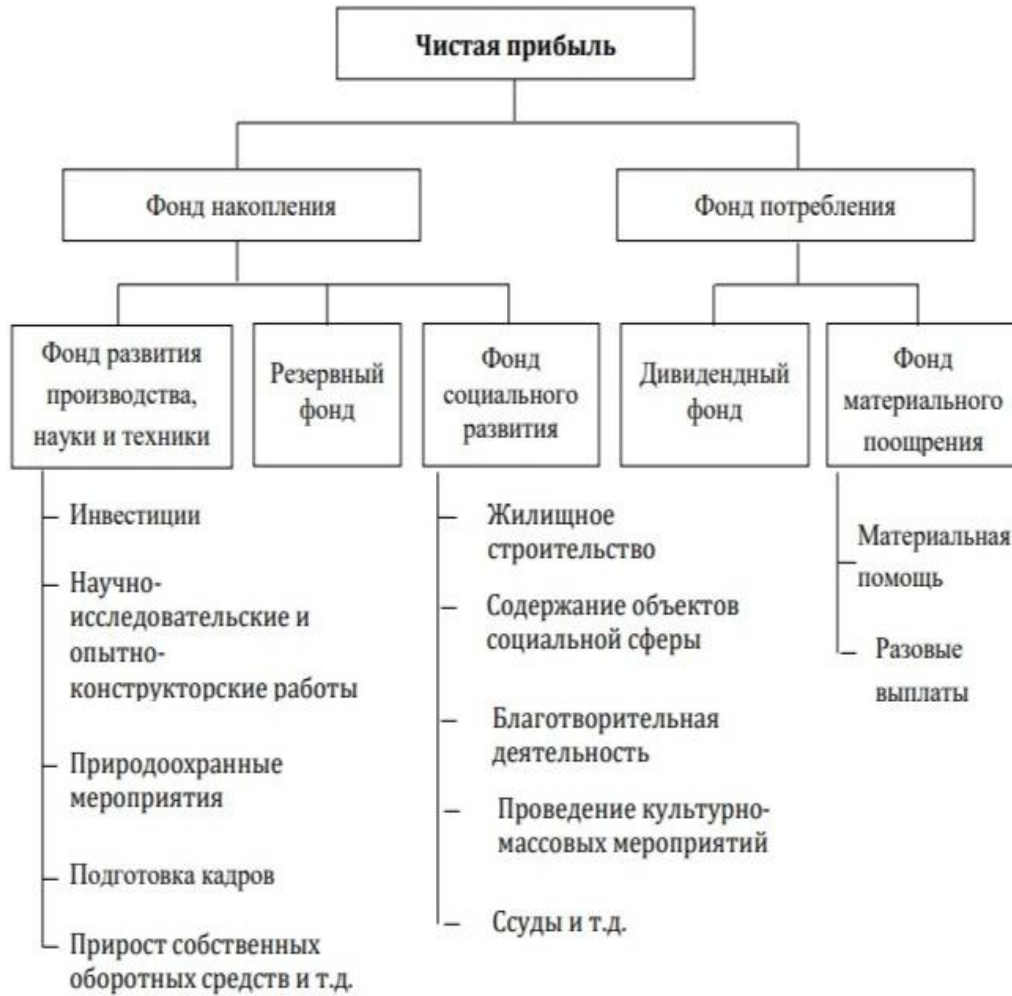 Чистая прибыль
Фонд накопления
Фонд потребления
Фонд развития
производства,
науки и техники
Резервный
фонд
Фонд
социального
развития
Дивидендный
фонд
Фонд
материального
поощрения
Инвестиции
Научно-
исследовательские и
опытно-
конструкторские работы
Природоохранные
мероприятия
Подготовка кадров
Прирост собственных
оборотных средств и т.д.
Жилищное
строительство
Содержание объектов
социальной сферы
Благотворительная
деятельность
Проведение культурно-
массовых мероприятий
Ссуды и т.д.
Материальная
помощь
Разовые
выплаты